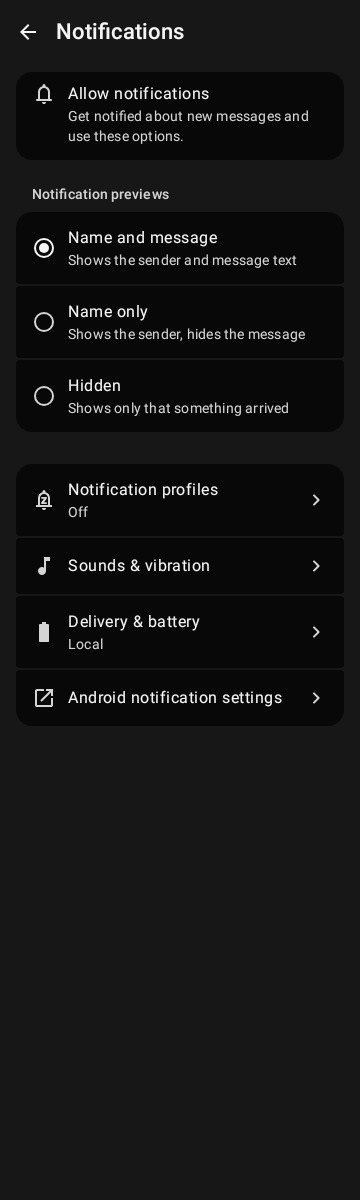 Notifications
Allow notifications
Get notified about new messages and
use these options.
Notification previews
Name and message
Shows the sender and message text
Name only
Shows the sender, hides the message
Hidden
Shows only that something arrived
Notification profiles
Off
Sounds & vibration
Delivery & battery
Local
Android notification settings